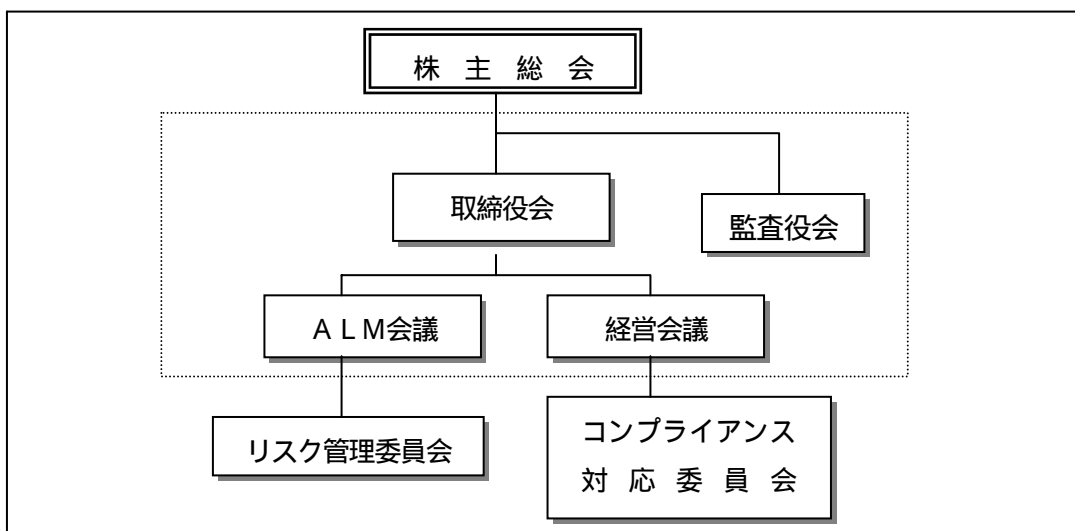 株 主 総 会
取締役会
監査役会
ＡＬＭ会議
経営会議
リスク管理委員会
コンプライアンス
対 応 委 員 会